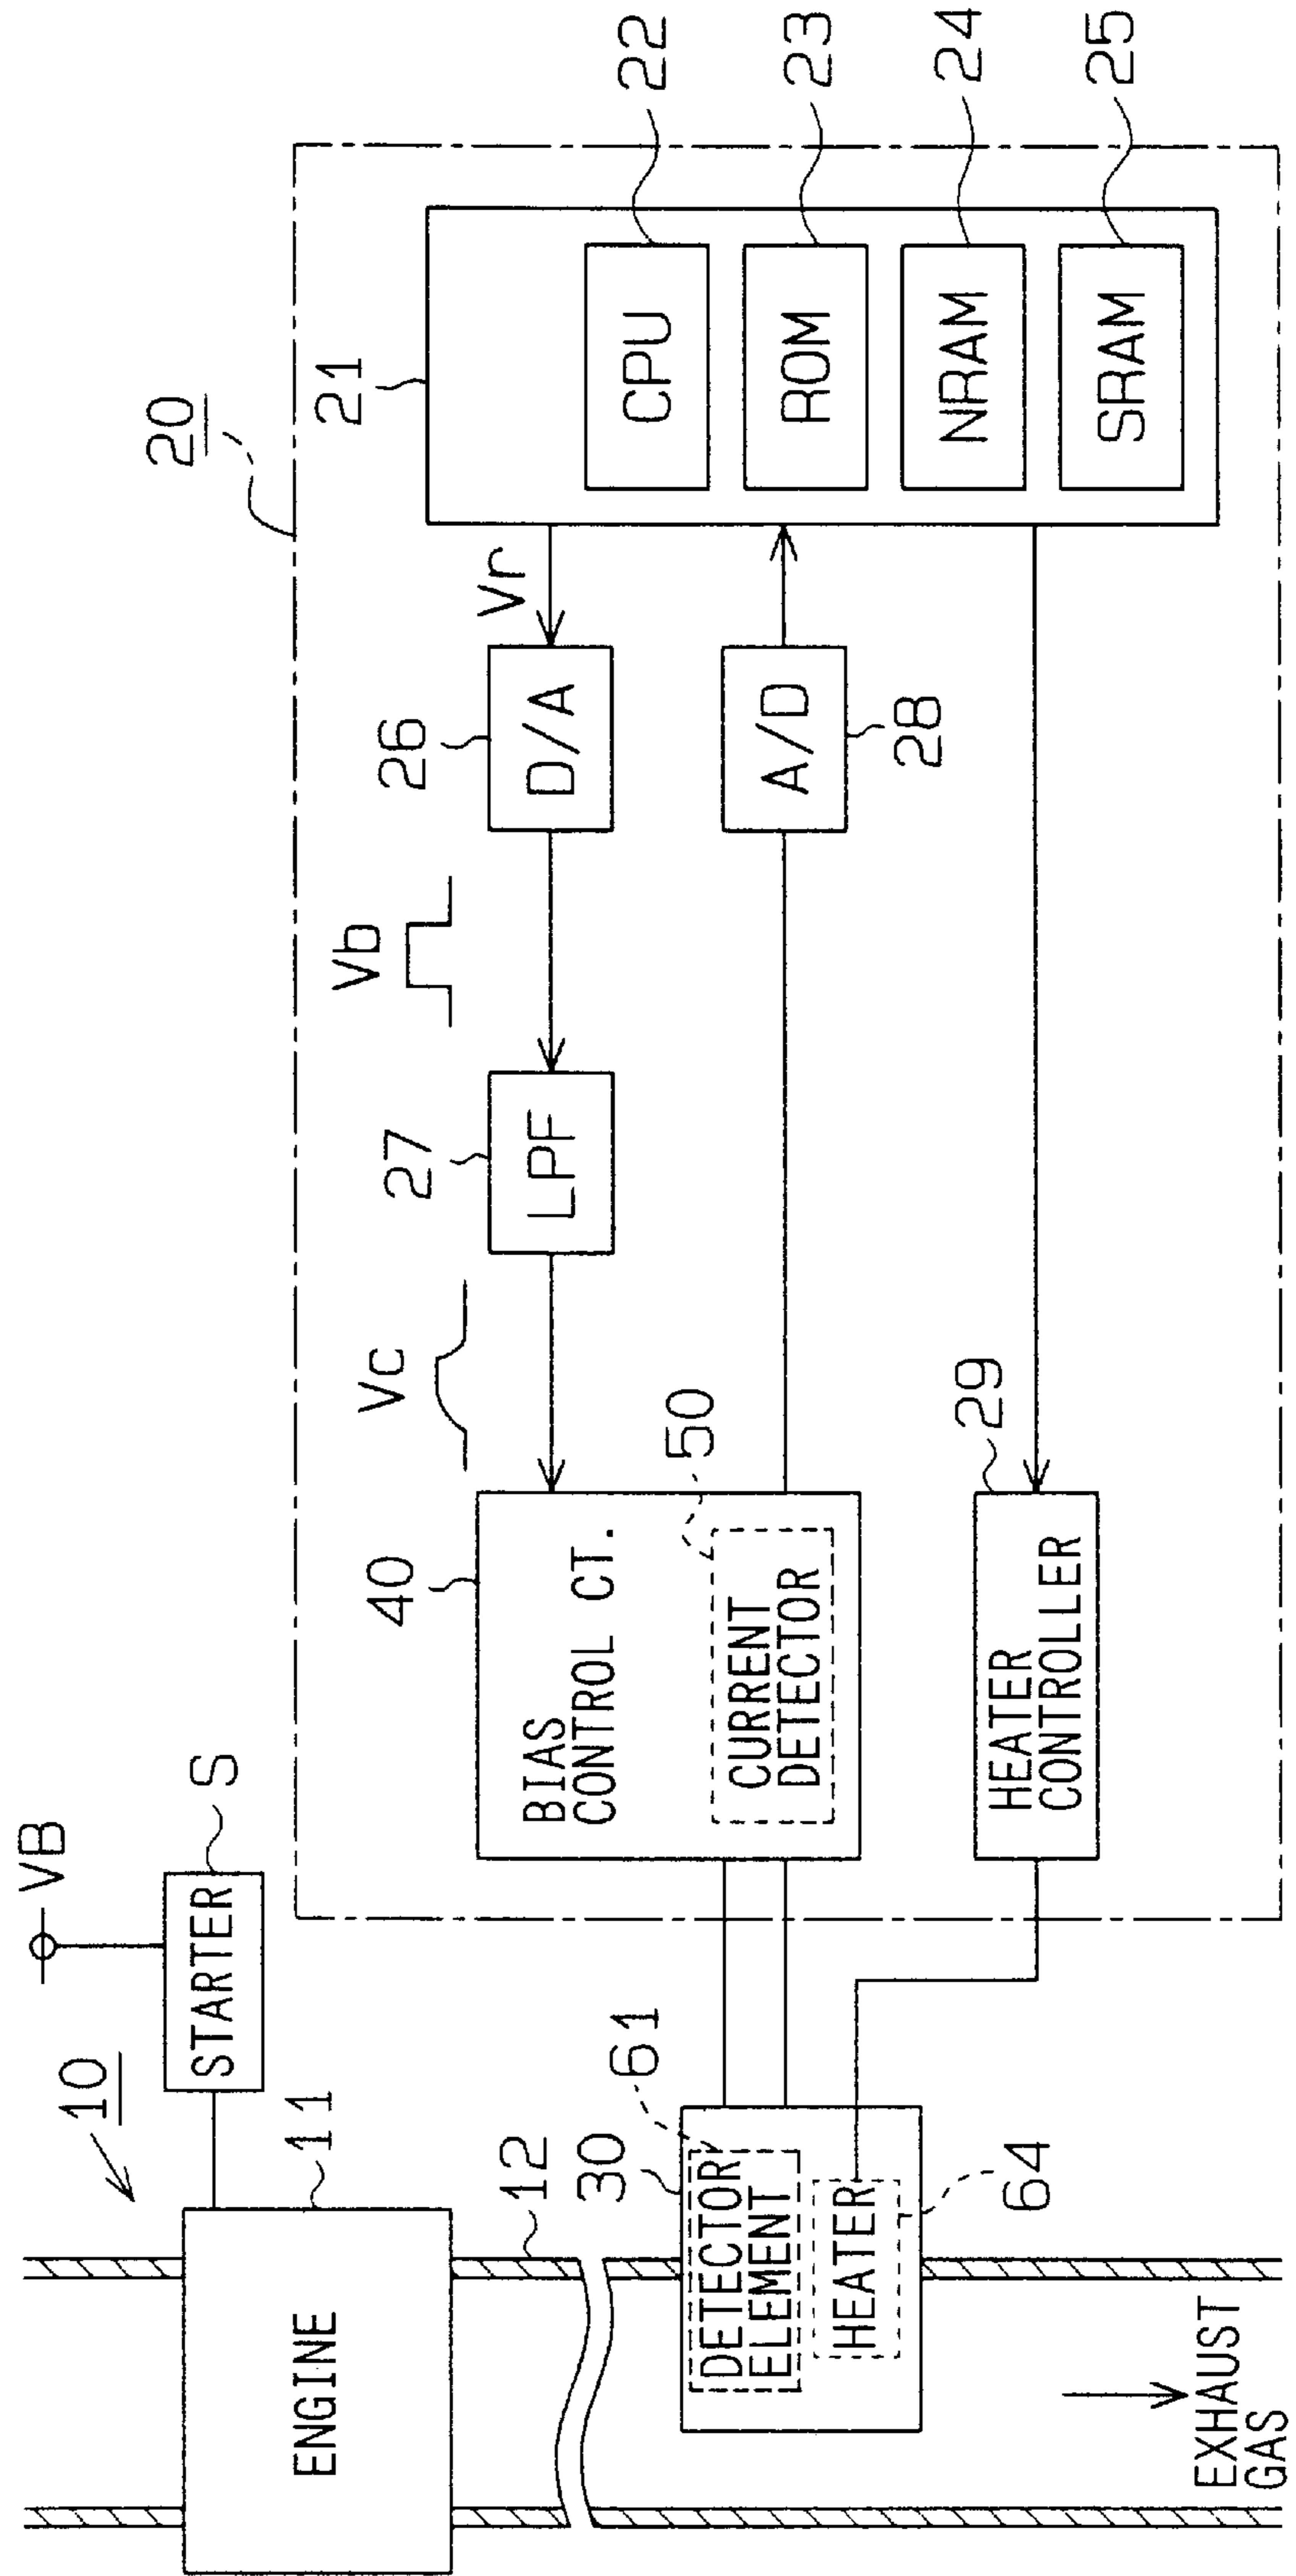 10
VB
STARTER
S
ENGINE
11
12
30
61
DETECTOR
ELEMENT
HEATER
64
EXHAUST
GAS
20
40
BIAS
CONTROL CT.
50
CURRENT
DETECTOR
29
HEATER
CONTROLLER
Vc
27
LPF
Vb
26
D/A
Vr
A/D
28
21
CPU
22
ROM
23
NRAM
24
SRAM
25